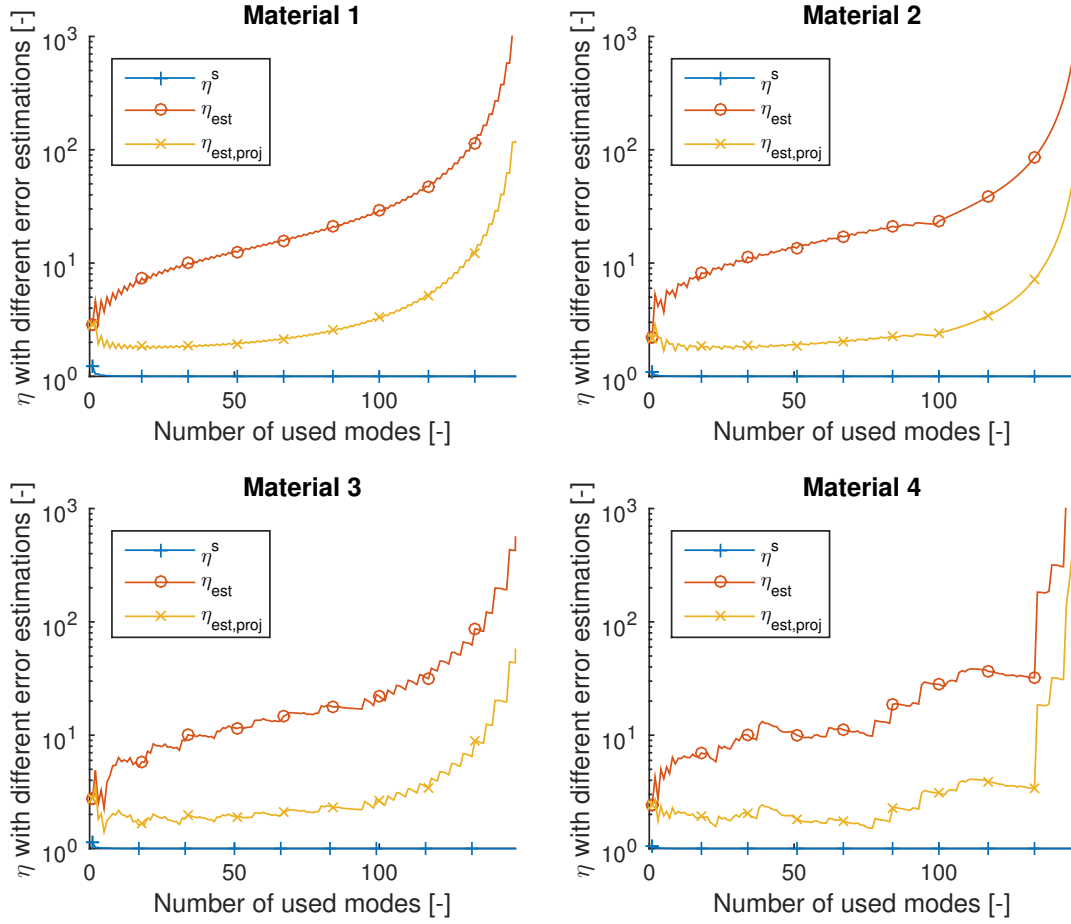 Material 1
η with different error estimations [-]
10^3
10^2
10^1
10^0
η^s
η_est
η_est,proj
0
50
100
Number of used modes [-]
Material 2
η with different error estimations [-]
10^3
10^2
10^1
10^0
η^s
η_est
η_est,proj
0
50
100
Number of used modes [-]
Material 3
η with different error estimations [-]
10^3
10^2
10^1
10^0
η^s
η_est
η_est,proj
0
50
100
Number of used modes [-]
Material 4
η with different error estimations [-]
10^3
10^2
10^1
10^0
η^s
η_est
η_est,proj
0
50
100
Number of used modes [-]